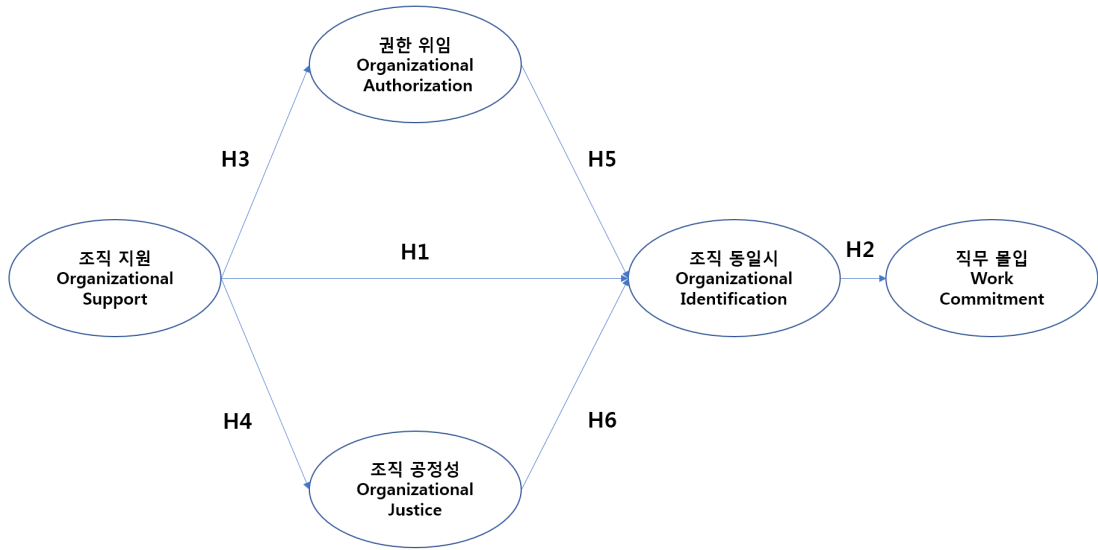 권한 위임
Organizational
Authorization
H3
H5
조직 지원
Organizational
Support
H1
조직 동일시
Organizational
Identification
H2
직무 몰입
Work
Commitment
H4
H6
조직 공정성
Organizational
Justice